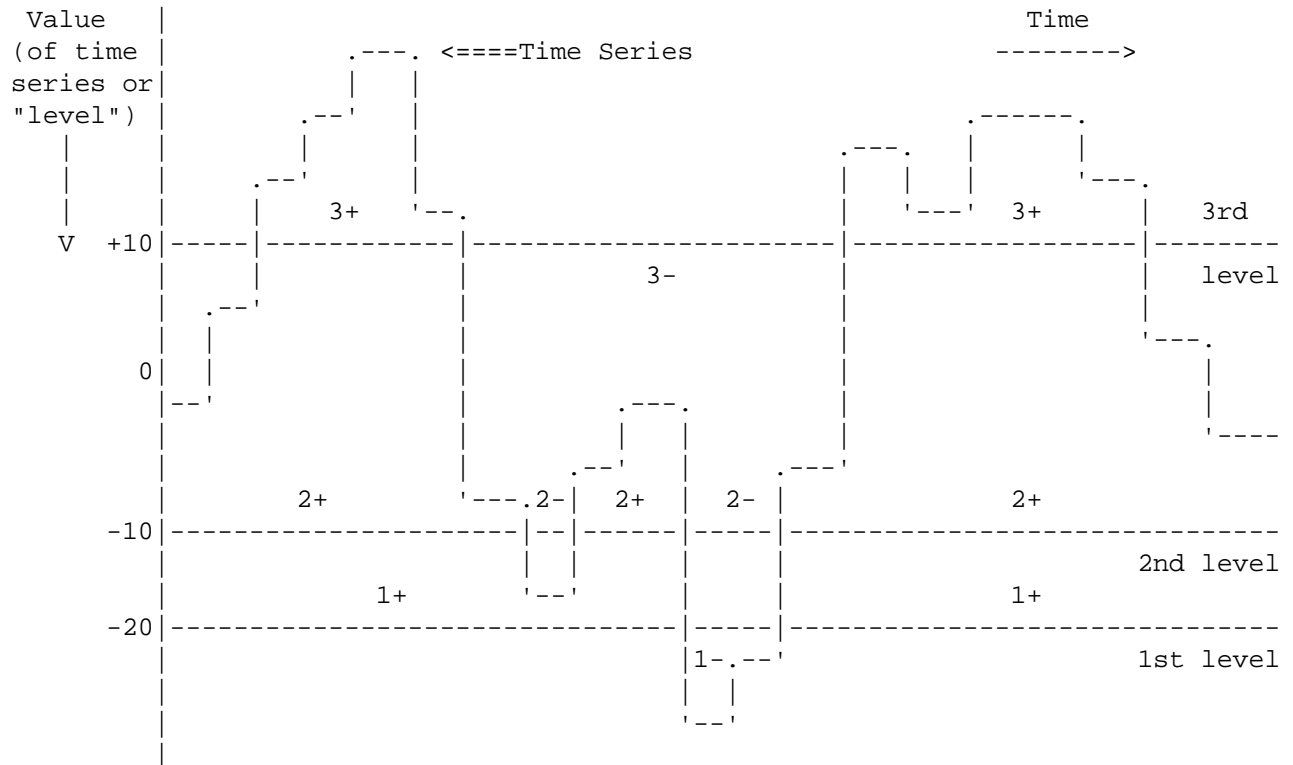 Value Time
(of time <====Time Series -------->
series or
"level")
3+ 3+ 3rd
V +10
3- level
0
2+ 2- 2+ 2- 2+
-10
2nd level
1+ 1+
-20
1- 1st level